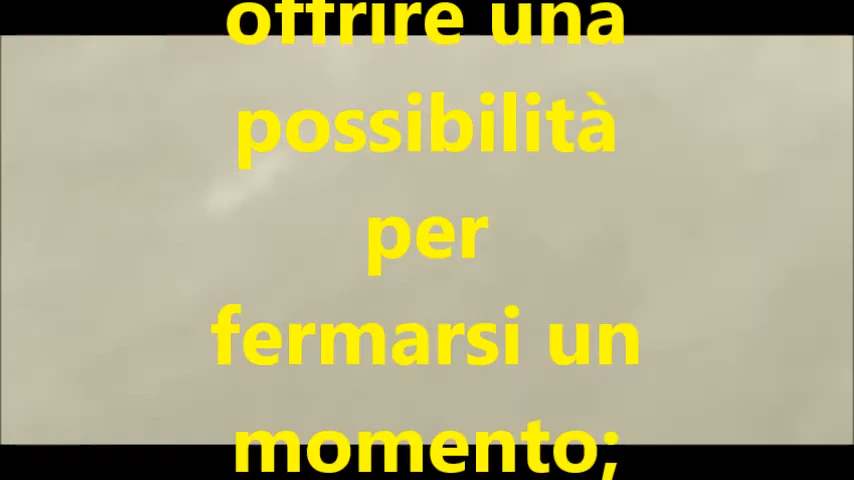 offrire una
possibilità
per
fermarsi un
momento;